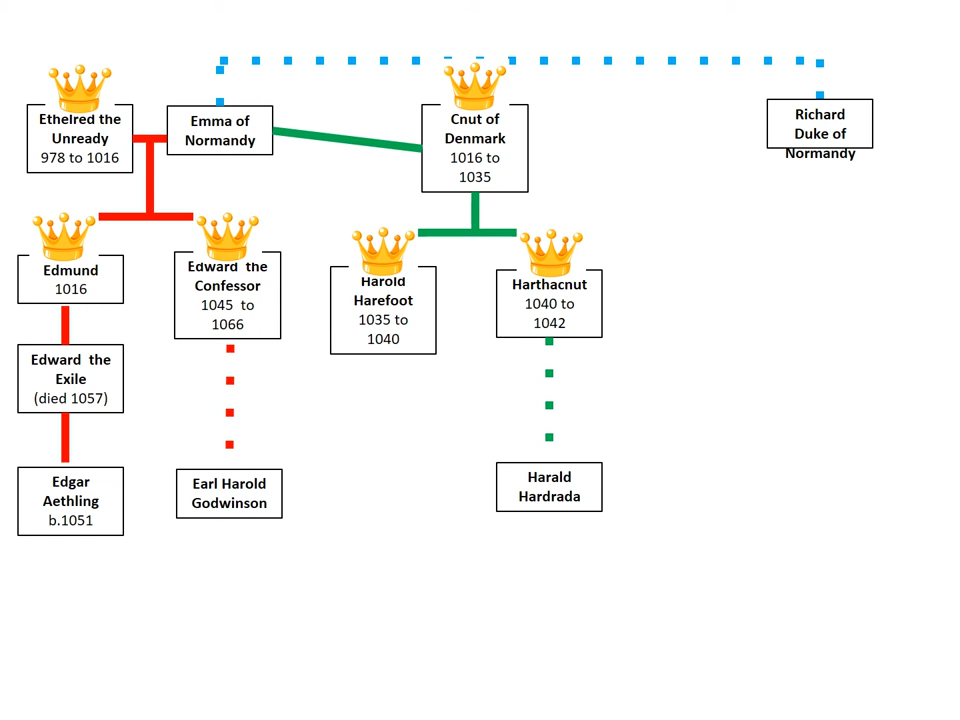 Ethelred the
Unready
978 to 1016
Emma of
Normandy
Cnut of
Denmark
1016 to
1035
Richard
Duke of
Normandy
Edmund
1016
Edward  the
Confessor
1045  to
1066
Harold
Harefoot
1035 to
1040
Harthacnut
1040 to
1042
Edward  the
Exile
(died 1057)
Edgar
Aethling
b.1051
Earl Harold
Godwinson
Harald
Hardrada